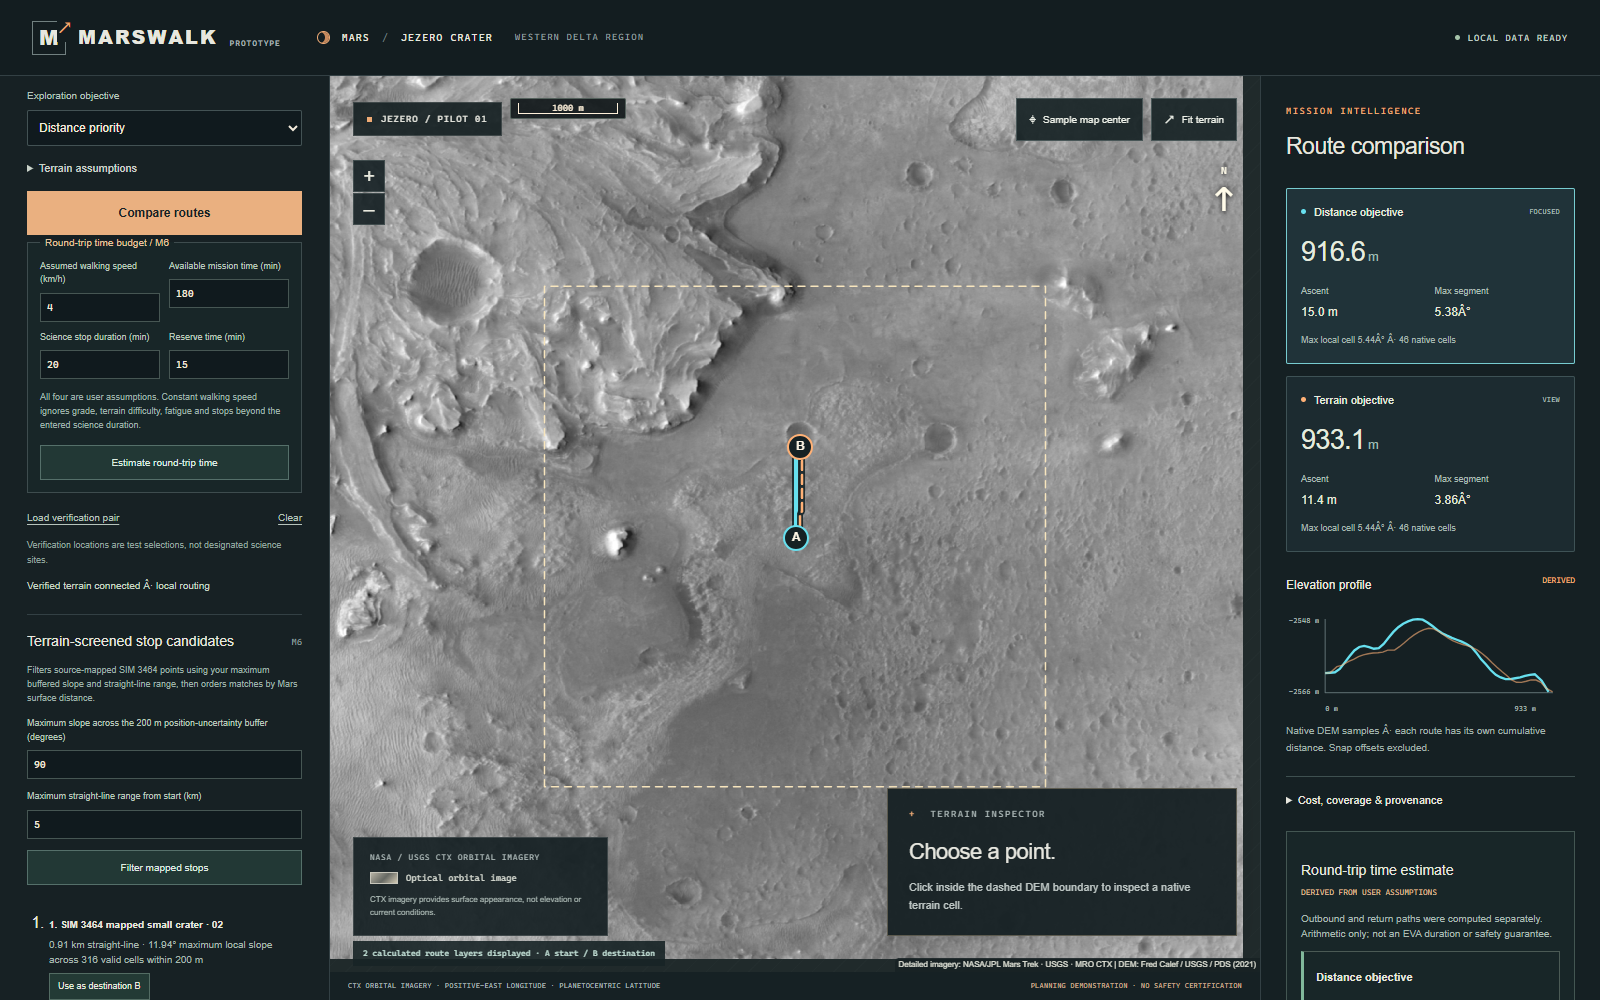 M MARSWALK PROTOTYPE
MARS / JEZERO CRATER WESTERN DELTA REGION
LOCAL DATA READY
Exploration objective
Distance priority
Terrain assumptions
Compare routes
Round-trip time budget / M6
Assumed walking speed (km/h)
4
Available mission time (min)
180
Science stop duration (min)
20
Reserve time (min)
15
All four are user assumptions. Constant walking speed
ignores grade, terrain difficulty, fatigue and stops beyond the
entered science duration.
Estimate round-trip time
Load verification pair
Clear
Verification locations are test selections, not designated science
sites.
Verified terrain connected Â· local routing
Terrain-screened stop candidates M6
Filters source-mapped SIM 3464 points using your maximum
buffered slope and straight-line range, then orders matches by Mars
surface distance.
Maximum slope across the 200 m position-uncertainty buffer
(degrees)
90
Maximum straight-line range from start (km)
5
Filter mapped stops
1. 1. SIM 3464 mapped small crater · 02
0.91 km straight-line · 11.94° maximum local slope
across 316 valid cells within 200 m
Use as destination B
JEZERO / PILOT 01
1000 m
Sample map center
Fit terrain
+
−
N
B
A
NASA / USGS CTX ORBITAL IMAGERY
Optical orbital image
CTX imagery provides surface appearance, not elevation or
current conditions.
+ TERRAIN INSPECTOR
Choose a point.
Click inside the dashed DEM boundary to inspect a native
terrain cell.
2 calculated route layers displayed · A start / B destination
Detailed imagery: NASA/JPL Mars Trek · USGS · MRO CTX | DEM: Fred Calef / USGS / PDS (2021)
CTX ORBITAL IMAGERY · POSITIVE-EAST LONGITUDE · PLANETOCENTRIC LATITUDE
PLANNING DEMONSTRATION · NO SAFETY CERTIFICATION
MISSION INTELLIGENCE
Route comparison
Distance objective FOCUSED
916.6 m
Ascent
15.0 m
Max segment
5.38Â°
Max local cell 5.44Â° Â· 46 native cells
Terrain objective VIEW
933.1 m
Ascent
11.4 m
Max segment
3.86Â°
Max local cell 5.44Â° Â· 46 native cells
Elevation profile DERIVED
−2548 m
−2566 m
0 m
933 m
Native DEM samples Â· each route has its own cumulative
distance. Snap offsets excluded.
Cost, coverage & provenance
Round-trip time estimate
DERIVED FROM USER ASSUMPTIONS
Outbound and return paths were computed separately.
Arithmetic only; not an EVA duration or safety guarantee.
Distance objective